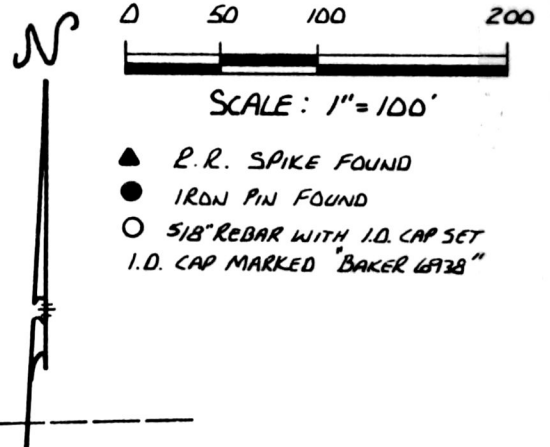 N
0 50 100 200
SCALE: 1"=100'
R.R. SPIKE FOUND
IRON PIN FOUND
5/8" REBAR WITH I.D. CAP SET
I.D. CAP MARKED "BAKER 6938"